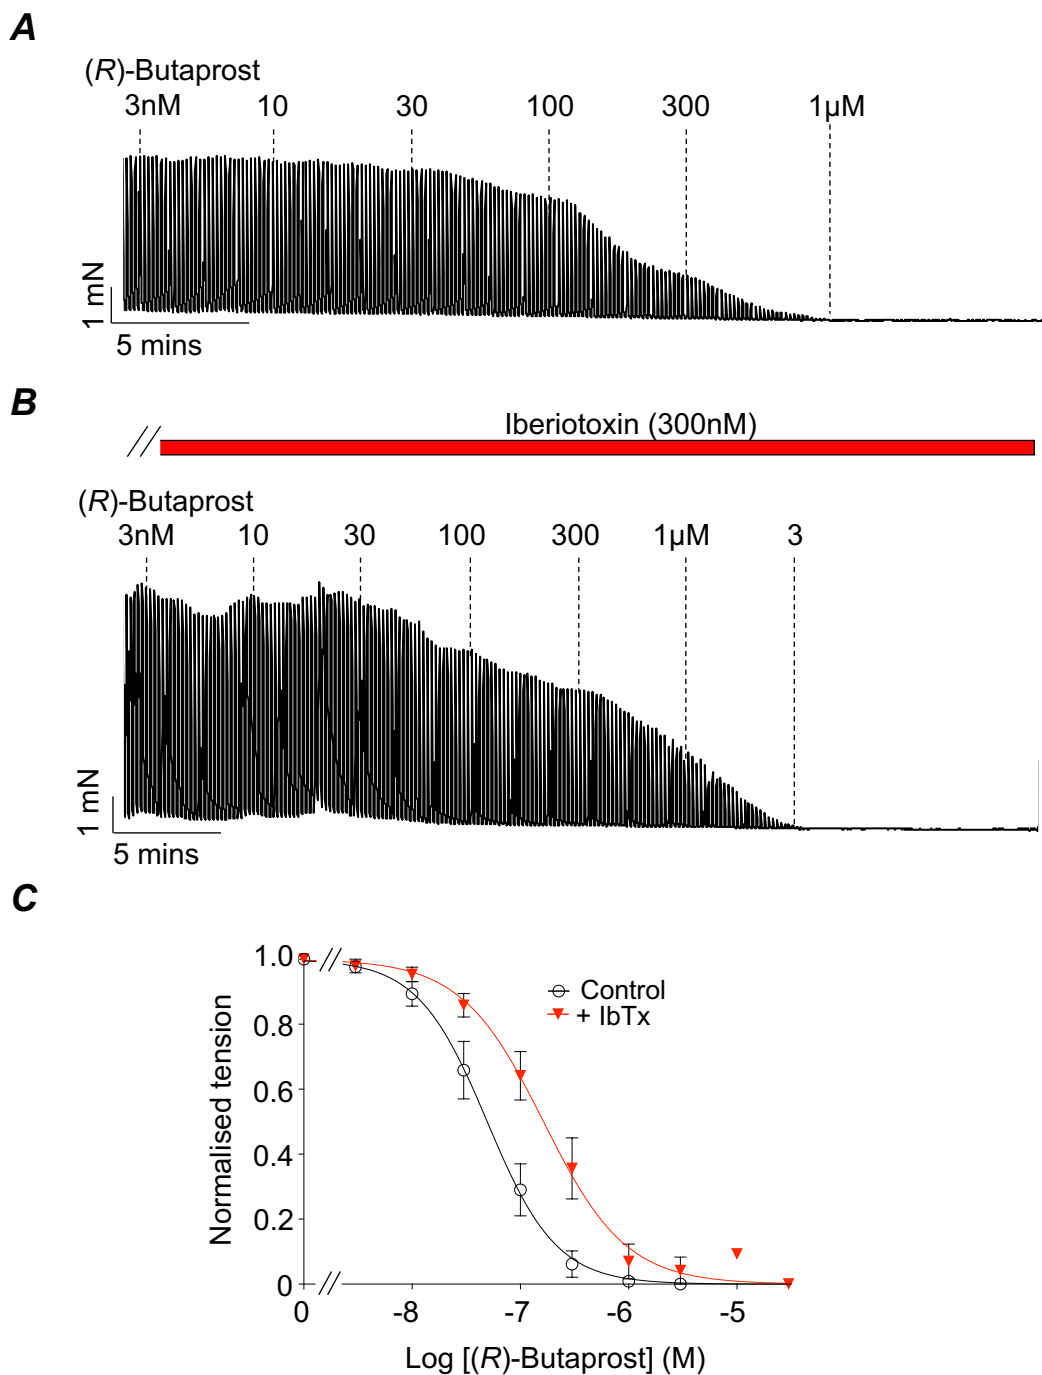 A
(R)-Butaprost
3nM 10 30 100 300 1μM
1 mN
5 mins
B
Iberiotoxin (300nM)
(R)-Butaprost
3nM 10 30 100 300 1μM 3
1 mN
5 mins
C
1.0
0.8
0.6
0.4
0.2
0
Normalised tension
Control
+ IbTx
0 -8 -7 -6 -5
Log [(R)-Butaprost] (M)